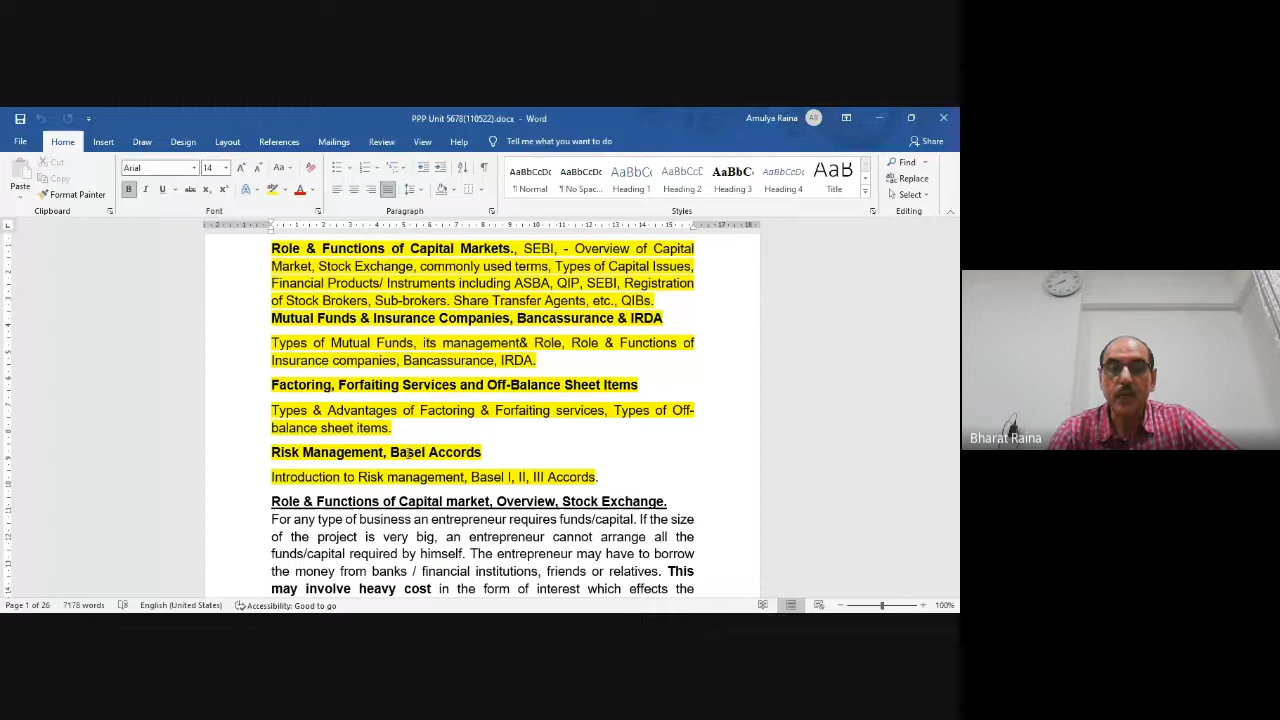 PPP Unit 5678(110522).docx - Word
Amulya Raina
AR
File Home Insert Draw Design Layout References Mailings Review View Help Tell me what you want to do Share
Paste
Cut
Copy
Format Painter
Clipboard
Arial 14
Font
Paragraph
AaBbCcDc AaBbCcDc AaBbC( AaBbCcD AaBbC- AaBbCcDc AaB
¶ Normal ¶ No Spac... Heading 1 Heading 2 Heading 3 Heading 4 Title
Styles
Find
Replace
Select
Editing
Role & Functions of Capital Markets., SEBI, - Overview of Capital
Market, Stock Exchange, commonly used terms, Types of Capital Issues,
Financial Products/ Instruments including ASBA, QIP, SEBI, Registration
of Stock Brokers, Sub-brokers. Share Transfer Agents, etc., QIBs.
Mutual Funds & Insurance Companies, Bancassurance & IRDA
Types of Mutual Funds, its management& Role, Role & Functions of
Insurance companies, Bancassurance, IRDA.
Factoring, Forfaiting Services and Off-Balance Sheet Items
Types & Advantages of Factoring & Forfaiting services, Types of Off-
balance sheet items.
Risk Management, Basel Accords
Introduction to Risk management, Basel I, II, III Accords.
Role & Functions of Capital market, Overview, Stock Exchange.
For any type of business an entrepreneur requires funds/capital. If the size
of the project is very big, an entrepreneur cannot arrange all the
funds/capital required by himself. The entrepreneur may have to borrow
the money from banks / financial institutions, friends or relatives. This
may involve heavy cost in the form of interest which effects the
Page 1 of 26 7178 words English (United States) Accessibility: Good to go 100%
Bharat Raina